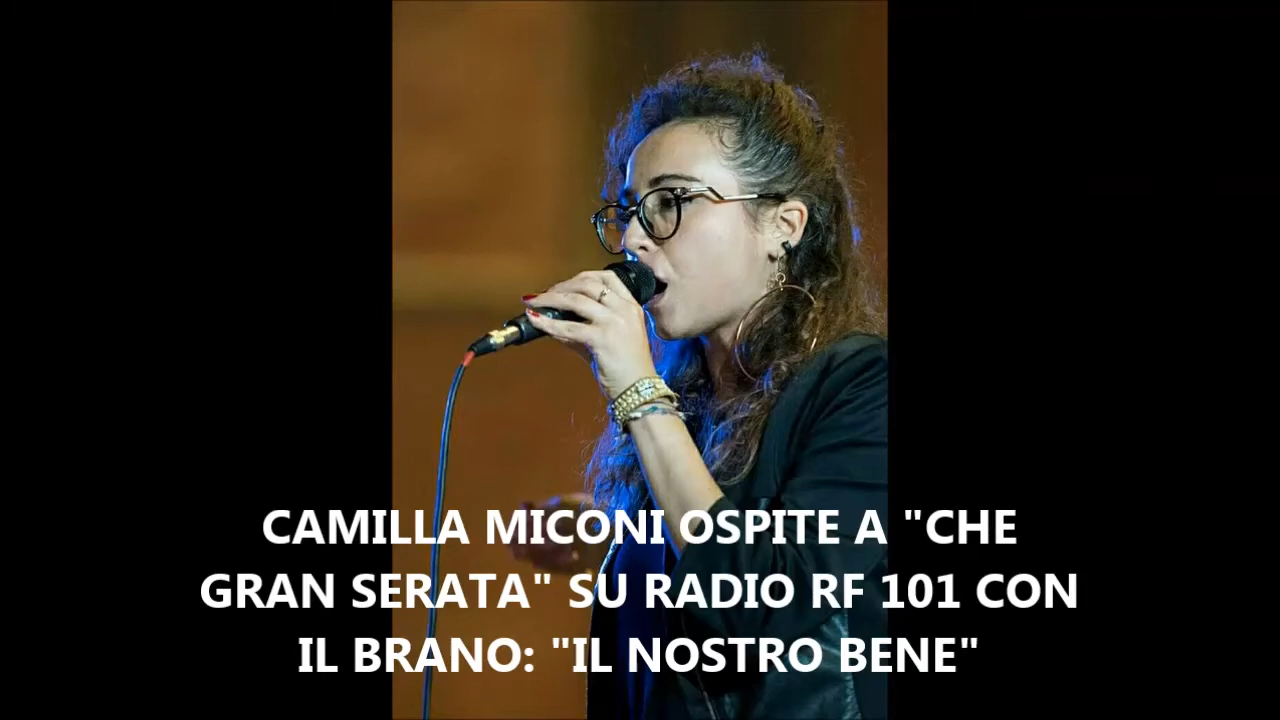 CAMILLA MICONI OSPITE A "CHE
GRAN SERATA" SU RADIO RF 101 CON
IL BRANO: "IL NOSTRO BENE"